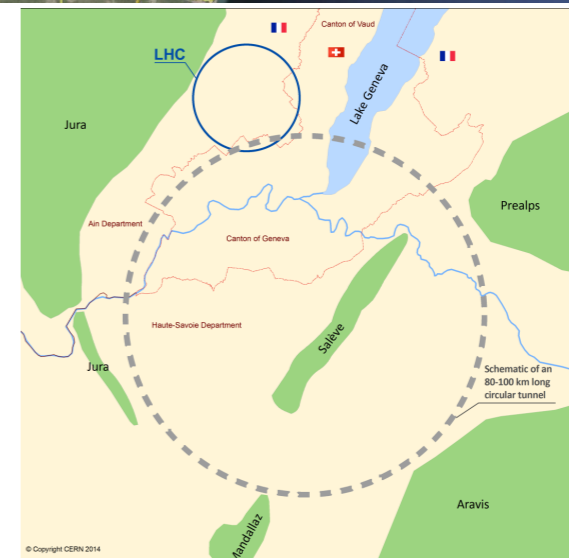 Canton of Vaud
LHC
Lake Geneva
Jura
Prealps
Ain Department
Canton of Geneva
Haute-Savoie Department
Salève
Jura
Schematic of an
80-100 km long
circular tunnel
Aravis
Mandallaz
© Copyright CERN 2014